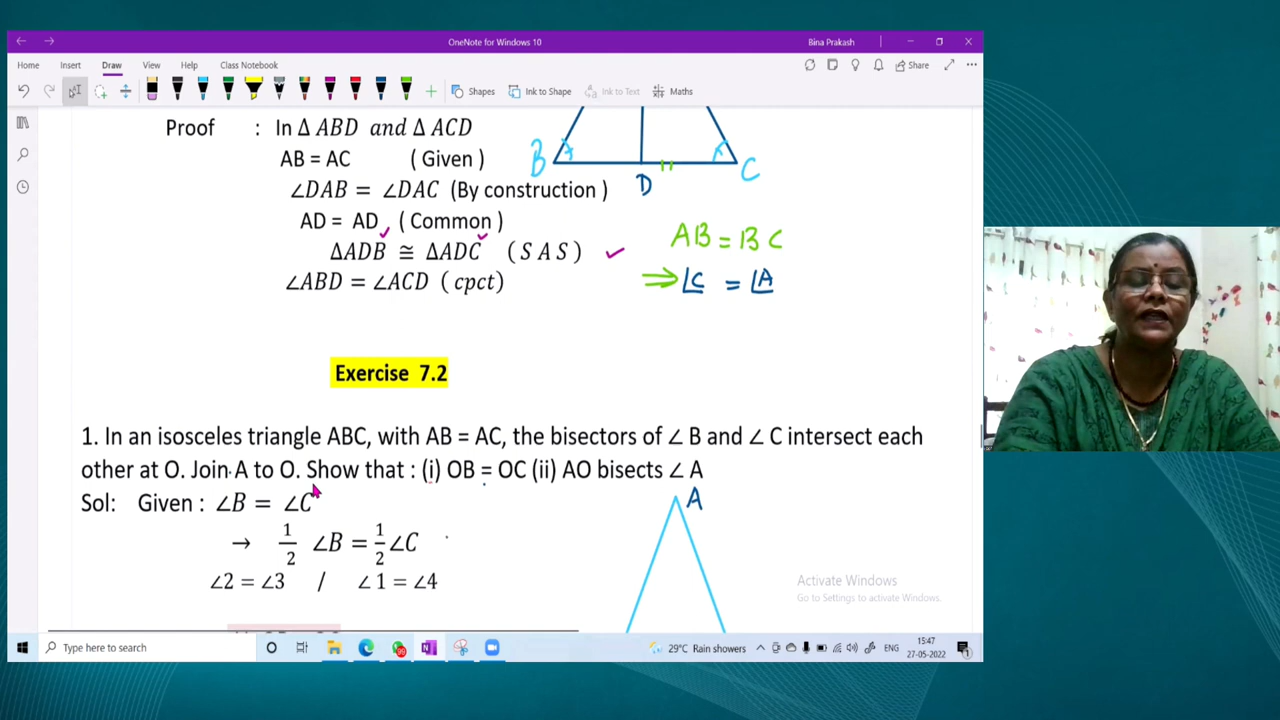 OneNote for Windows 10
Bina Prakash
Home Insert Draw View Help Class Notebook
Share
Shapes Ink to Shape Ink to Text Maths
Proof : In Δ ABD and Δ ACD
AB = AC ( Given )
∠DAB = ∠DAC (By construction )
AD = AD ( Common )
ΔADB ≅ ΔADC ( S A S )
∠ABD = ∠ACD ( cpct)
B
D
C
AB = BC
⇒ ∠C = ∠A
Exercise 7.2
1. In an isosceles triangle ABC, with AB = AC, the bisectors of ∠ B and ∠ C intersect each
other at O. Join A to O. Show that : (i) OB = OC (ii) AO bisects ∠ A
Sol: Given : ∠B = ∠C
A
→ 1/2 ∠B = 1/2 ∠C
∠2 = ∠3 / ∠ 1 = ∠4
Activate Windows
Go to Settings to activate Windows.
Type here to search
99
29°C Rain showers
ENG
15:47
27-05-2022
1